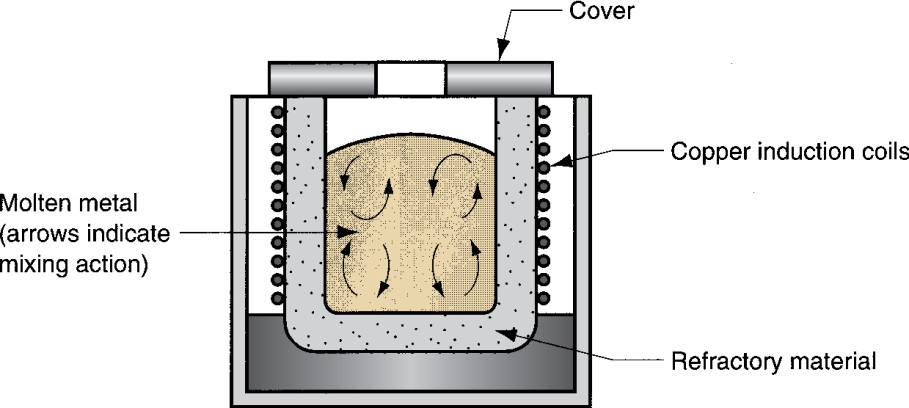 Cover
Copper induction coils
Molten metal
(arrows indicate
mixing action)
Refractory material